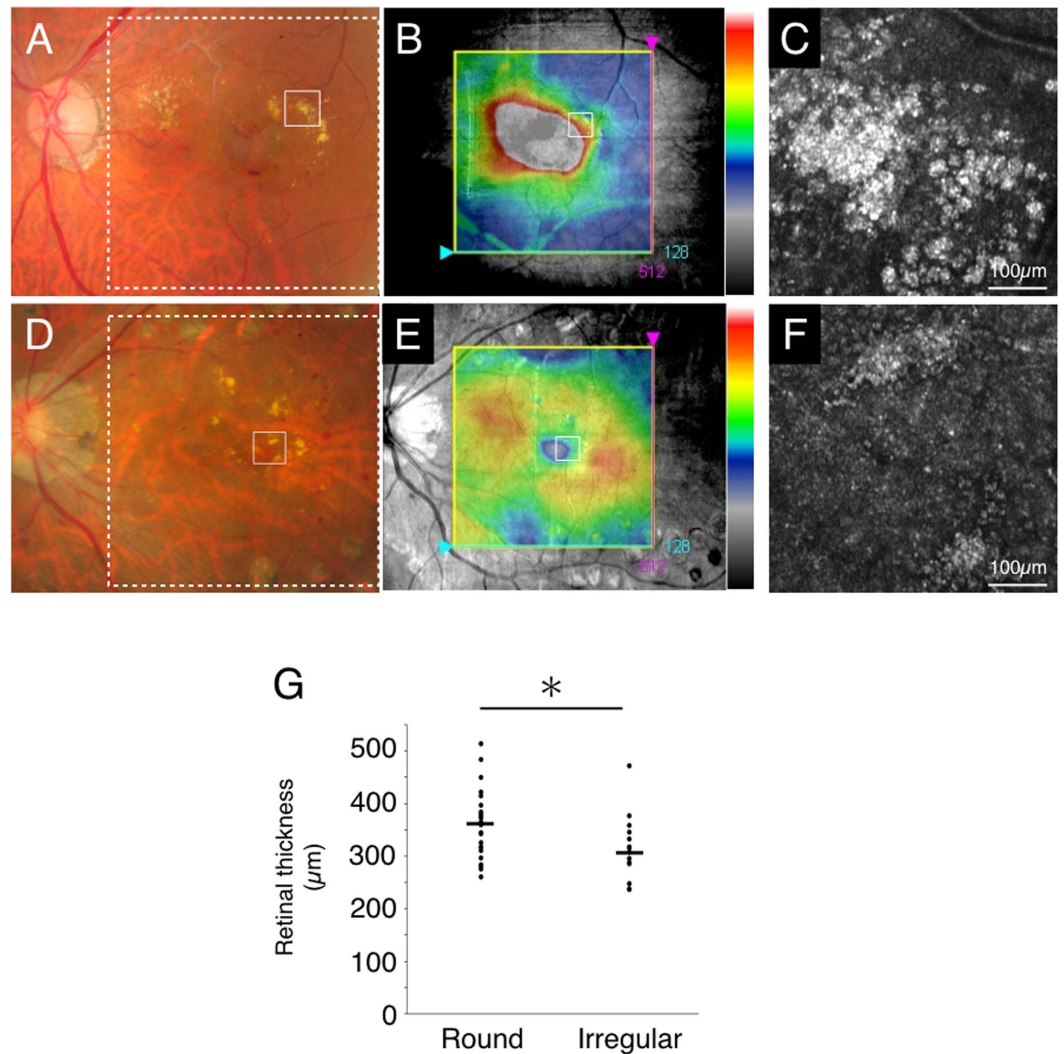 A
B
C
128
512
100µm
D
E
F
128
512
100µm
G
*
Retinal thickness
(µm)
500
400
300
200
100
0
Round
Irregular